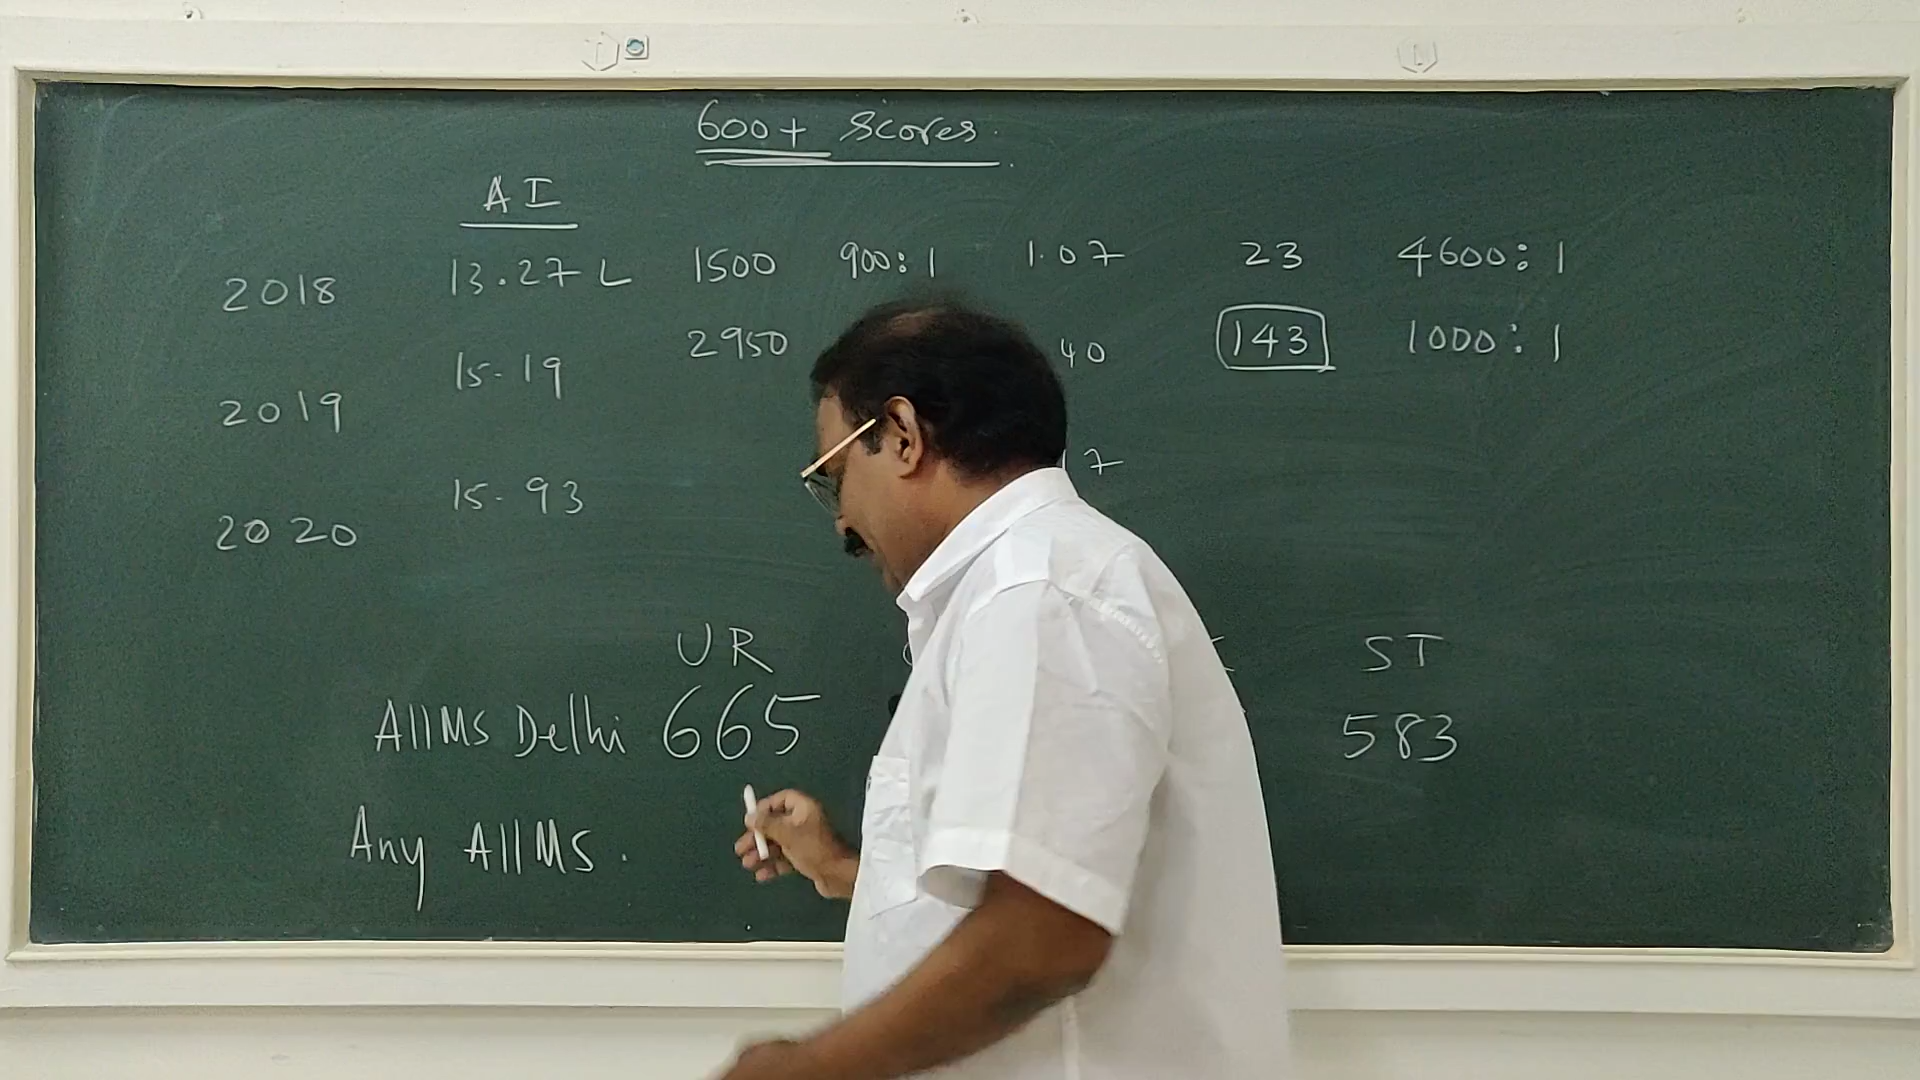 600+ Scores.
AI
2018 13.27 L 1500 900:1 1.07 23 4600:1
2019 15-19 2950 40 143 1000:1
2020 15-93 17
UR ST
AIIMS Delhi 665 583
Any AIIMS.